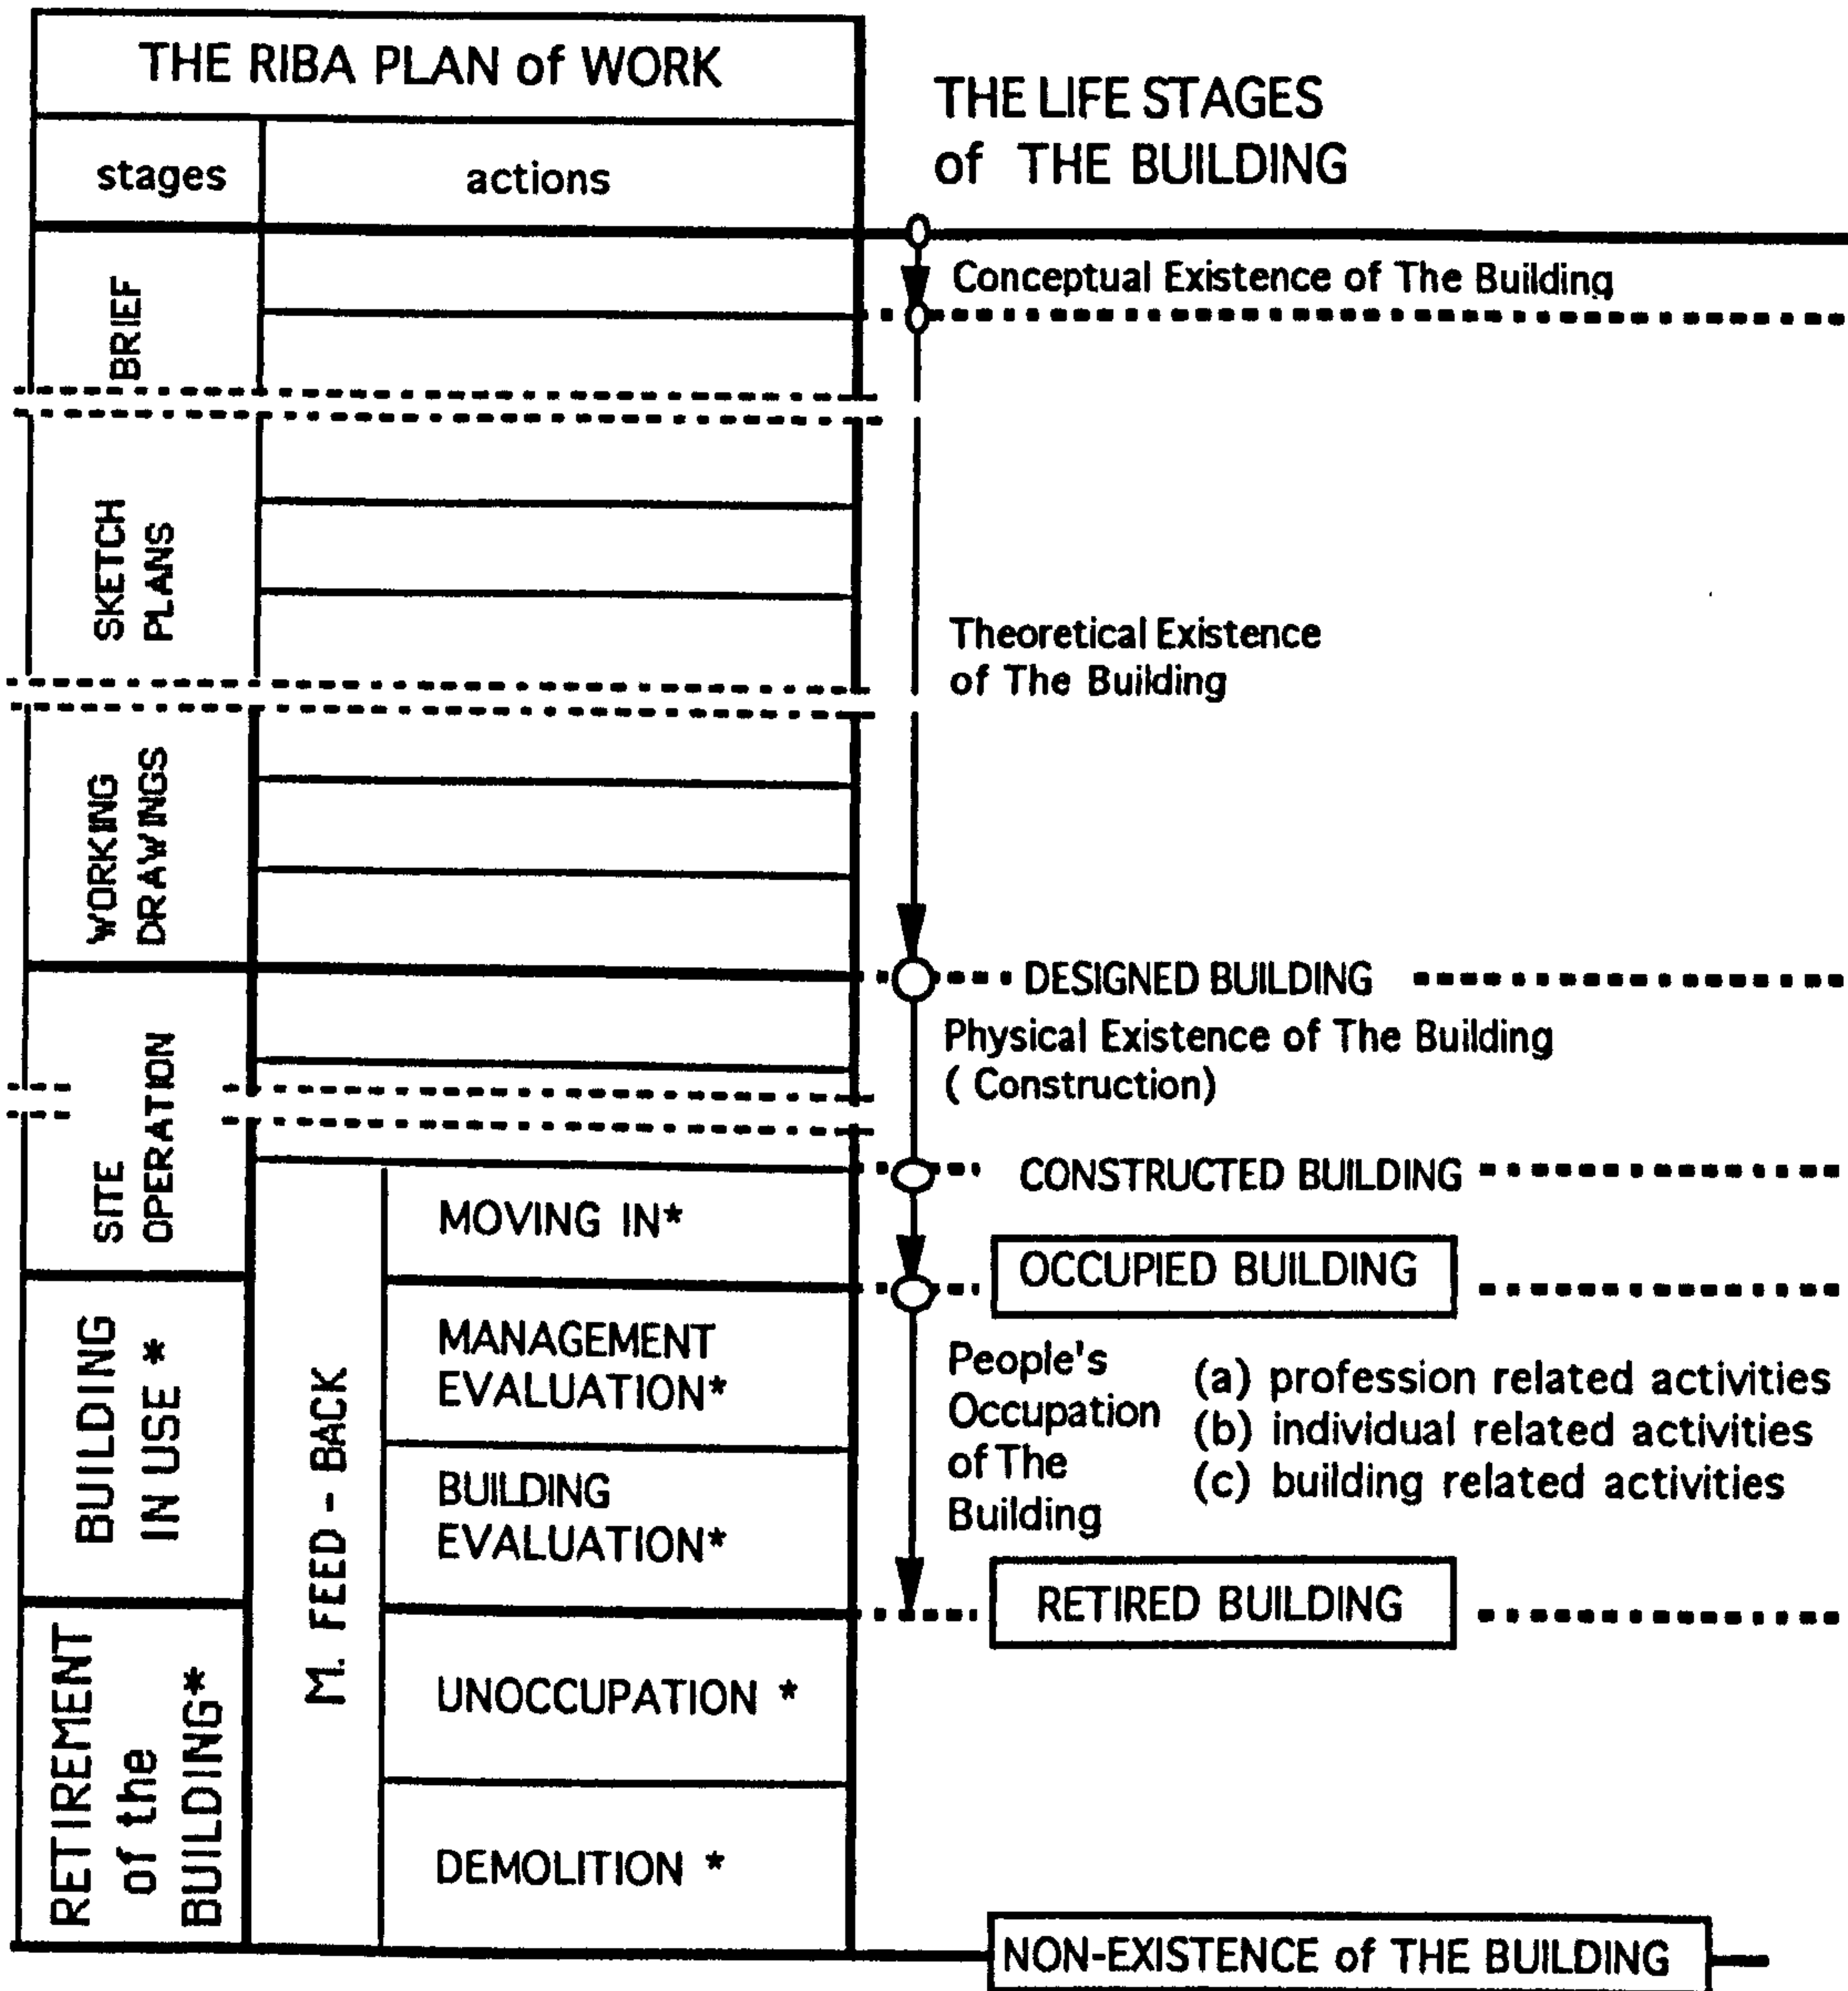 THE RIBA PLAN of WORK
stages
actions
BRIEF
SKETCH
PLANS
WORKING
DRAWINGS
SITE
OPERATION
BUILDING
IN USE *
RETIREMENT
of the
BUILDING*
M. FEED - BACK
MOVING IN*
MANAGEMENT
EVALUATION*
BUILDING
EVALUATION*
UNOCCUPATION *
DEMOLITION *
THE LIFE STAGES
of THE BUILDING
Conceptual Existence of The Building
Theoretical Existence
of The Building
DESIGNED BUILDING
Physical Existence of The Building
( Construction)
CONSTRUCTED BUILDING
OCCUPIED BUILDING
People's
Occupation
of The
Building
(a) profession related activities
(b) individual related activities
(c) building related activities
RETIRED BUILDING
NON-EXISTENCE of THE BUILDING